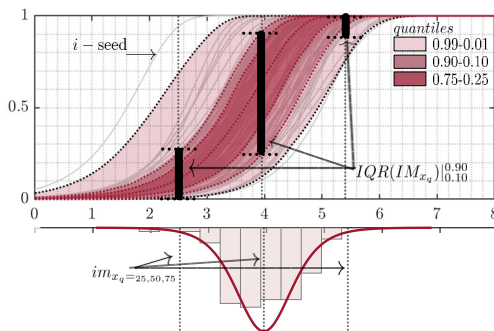 1
quantiles
i − seed
0.99-0.01
0.90-0.10
0.75-0.25
0.5
IQR(IM_{x_q})|_{0.10}^{0.90}
0
0 1 2 3 4 5 6 7 8
im_{x_{q=25,50,75}}